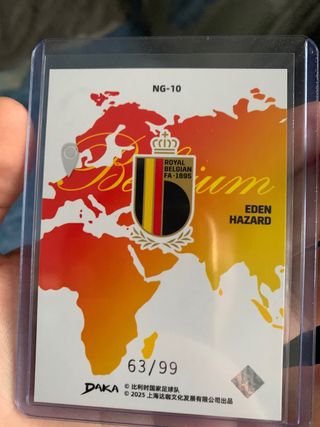 NG-10
Belgium
ROYAL
BELGIAN
FA·1895
EDEN
HAZARD
63/99
DAKA
© 比利时国家足球队
© 2025 上海达咖文化发展有限公司出品